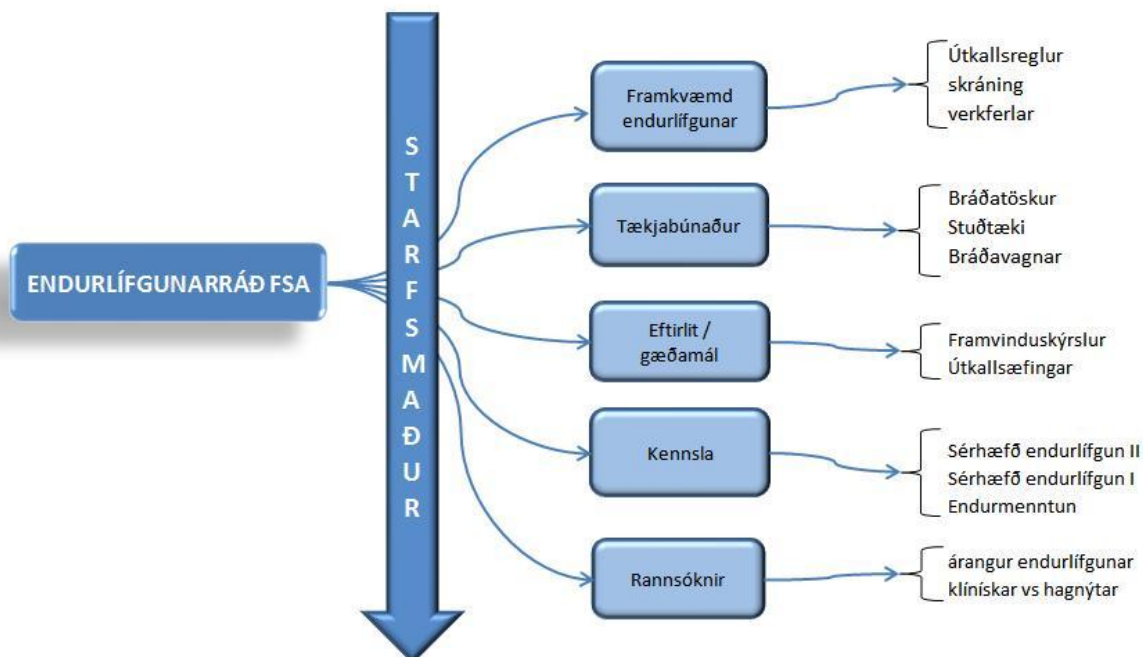 ENDURLÍFGUNARRÁÐ FSA
STARFSMAÐUR
Framkvæmd
endurlífgunar
Útkallsreglur
skráning
verkferlar
Tækjabúnaður
Bráðatöskur
Stuðtæki
Bráðavagnar
Eftirlit /
gæðamál
Framvinduskýrslur
Útkallsæfingar
Kennsla
Sérhæfð endurlífgun II
Sérhæfð endurlífgun I
Endurmenntun
Rannsóknir
árangur endurlífgunar
klínískar vs hagnýtar